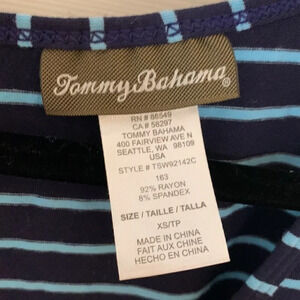 Tommy Bahama®
RN # 86549
CA # 58297
TOMMY BAHAMA
400 FAIRVIEW AVE N
SEATTLE, WA 98109
USA
STYLE # TSW92142C
163
92% RAYON
8% SPANDEX
SIZE / TAILLE / TALLA
XS/TP
MADE IN CHINA
FAIT AUX CHINE
HECHO EN CHINA